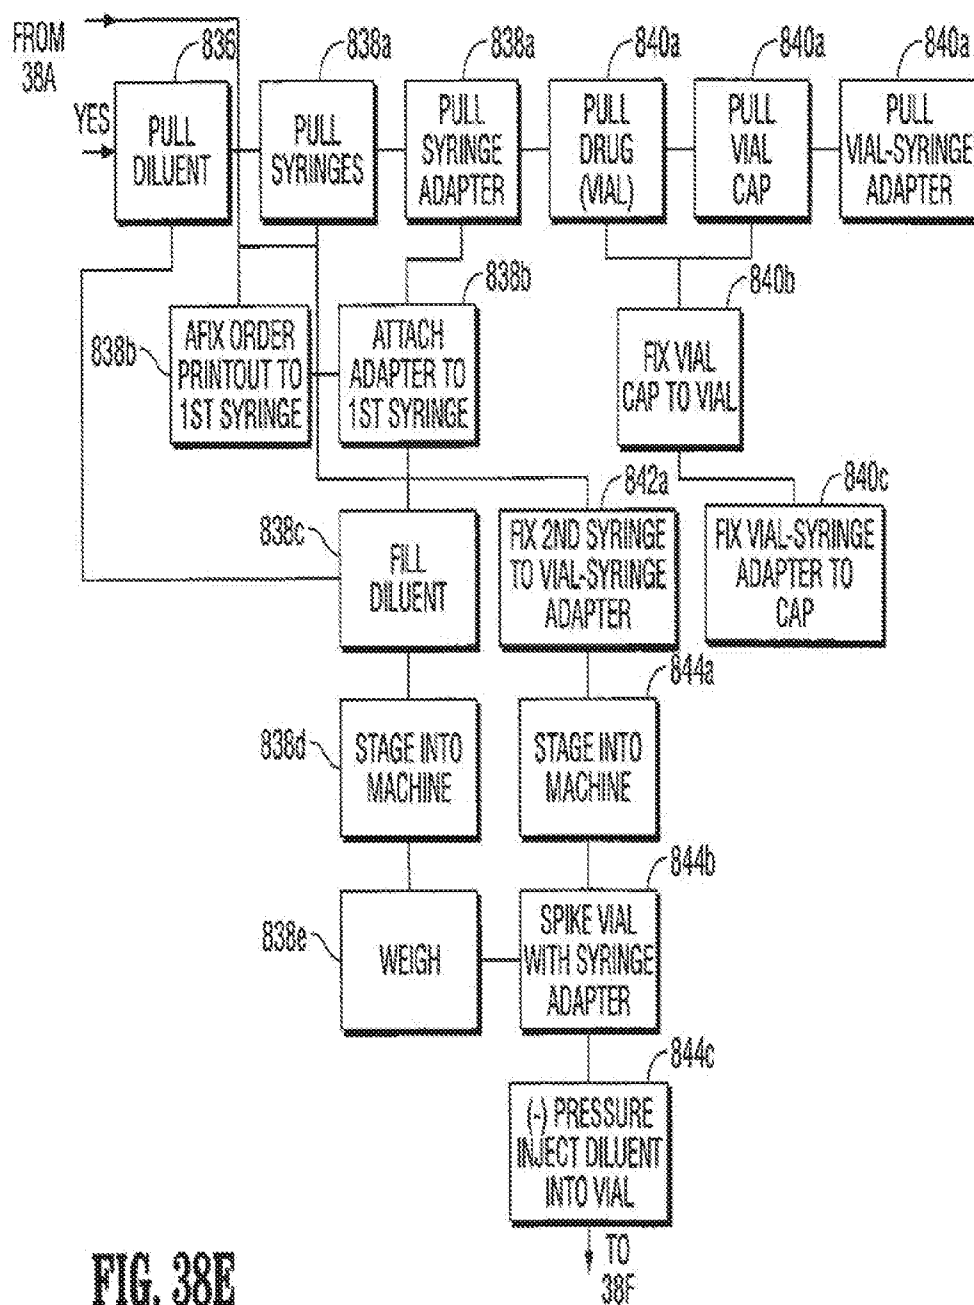 FROM
38A
836
838a
838a
840a
840a
840a
YES
PULL
DILUENT
PULL
SYRINGES
PULL
SYRINGE
ADAPTER
PULL
DRUG
(VIAL)
PULL
VIAL
CAP
PULL
VIAL-SYRINGE
ADAPTER
838b
838b
840b
AFIX ORDER
PRINTOUT TO
1ST SYRINGE
ATTACH
ADAPTER TO
1ST SYRINGE
FIX VIAL
CAP TO VIAL
838c
842a
840c
FILL
DILUENT
FIX 2ND SYRINGE
TO VIAL-SYRINGE
ADAPTER
FIX VIAL-SYRINGE
ADAPTER TO
CAP
838d
844a
STAGE INTO
MACHINE
STAGE INTO
MACHINE
838e
844b
WEIGH
SPIKE VIAL
WITH SYRINGE
ADAPTER
844c
(-) PRESSURE
INJECT DILUENT
INTO VIAL
TO
38F
FIG. 38E